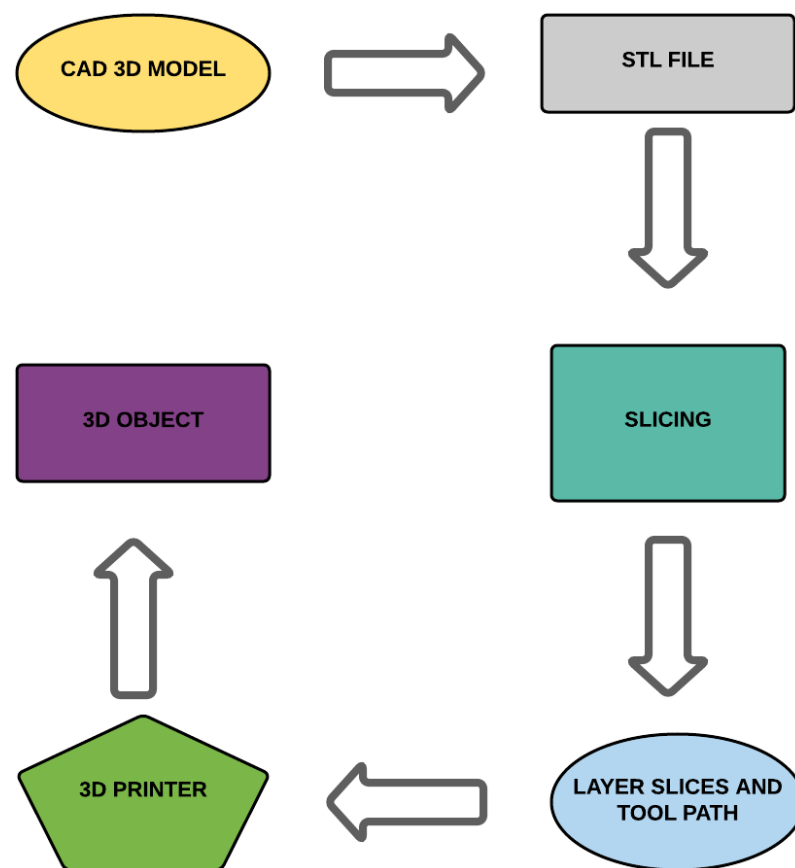 CAD 3D MODEL
STL FILE
3D OBJECT
SLICING
3D PRINTER
LAYER SLICES AND
TOOL PATH